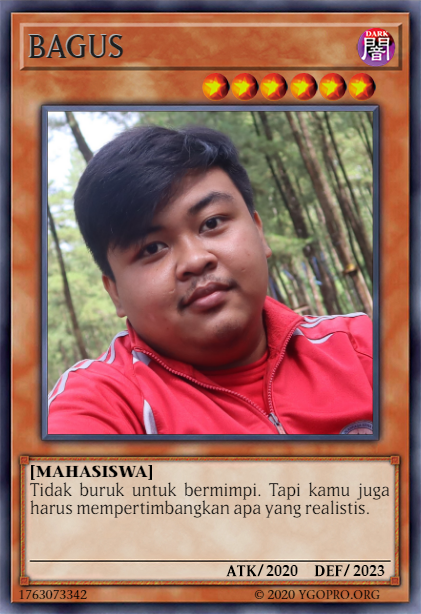 BAGUS
DARK
闇
[MAHASISWA]
Tidak buruk untuk bermimpi. Tapi kamu juga
harus mempertimbangkan apa yang realistis.
ATK/2020 DEF/2023
1763073342 © 2020 YGOPRO.ORG